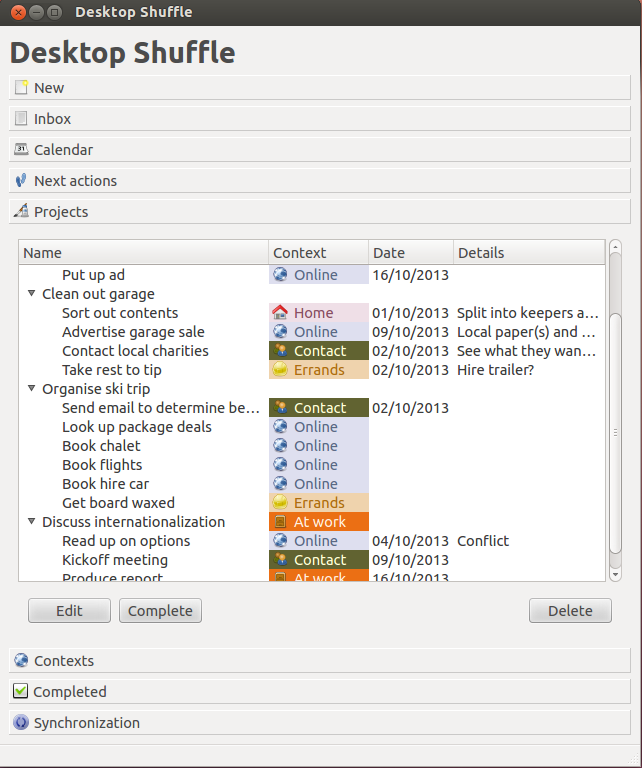 Desktop Shuffle
Desktop Shuffle
New
Inbox
31 Calendar
Next actions
Projects
Name Context Date Details
Put up ad Online 16/10/2013
Clean out garage
Sort out contents Home 01/10/2013 Split into keepers a...
Advertise garage sale Online 09/10/2013 Local paper(s) and ...
Contact local charities Contact 02/10/2013 See what they wan...
Take rest to tip Errands 02/10/2013 Hire trailer?
Organise ski trip
Send email to determine be... Contact 02/10/2013
Look up package deals Online
Book chalet Online
Book flights Online
Book hire car Online
Get board waxed Errands
Discuss internationalization At work
Read up on options Online 04/10/2013 Conflict
Kickoff meeting Contact 09/10/2013
Produce report At work 16/10/2013
Edit Complete Delete
Contexts
Completed
Synchronization